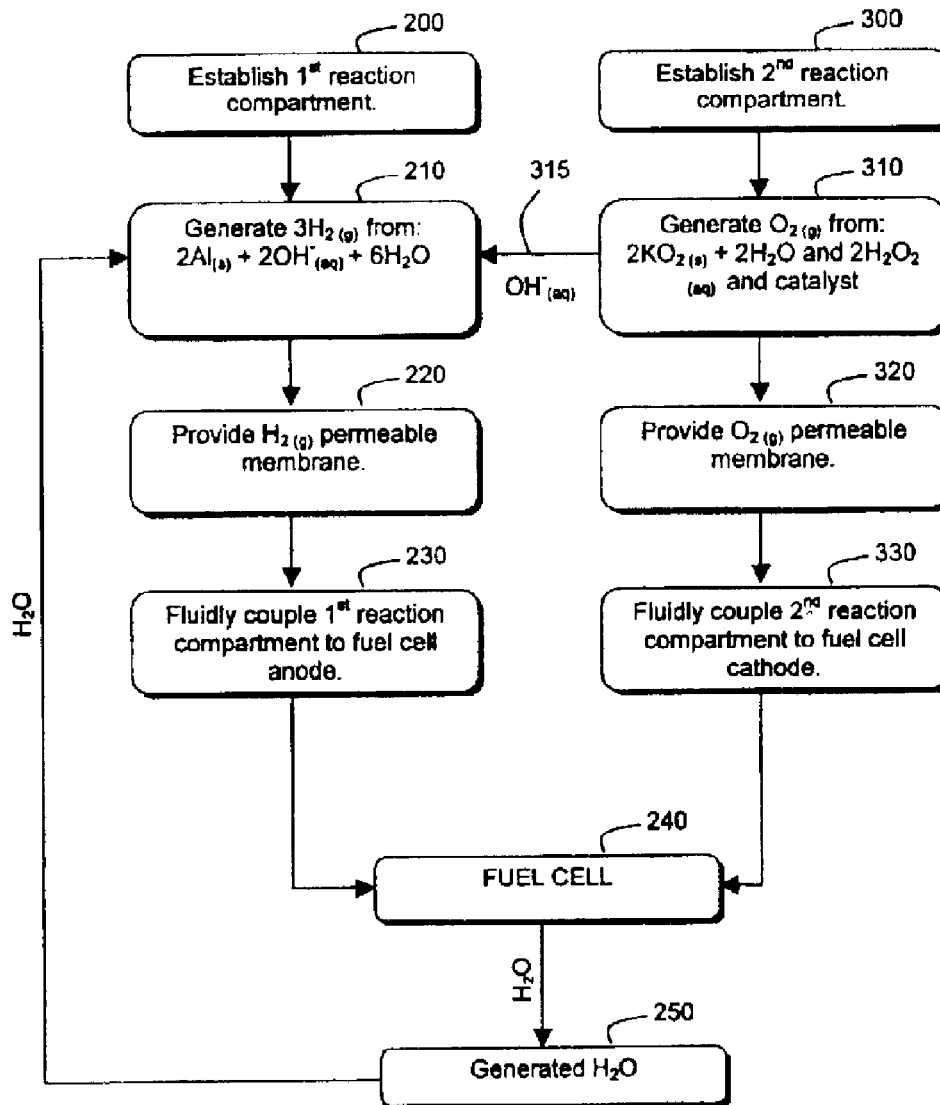 200
Establish 1st reaction
compartment.
300
Establish 2nd reaction
compartment.
210
Generate 3H2 (g) from:
2Al(s) + 2OH-(aq) + 6H2O
315
OH-(aq)
310
Generate O2 (g) from:
2KO2 (s) + 2H2O and 2H2O2
(aq) and catalyst
220
Provide H2 (g) permeable
membrane.
320
Provide O2 (g) permeable
membrane.
230
Fluidly couple 1st reaction
compartment to fuel cell
anode.
330
Fluidly couple 2nd reaction
compartment to fuel cell
cathode.
H2O
240
FUEL CELL
H2O
250
Generated H2O